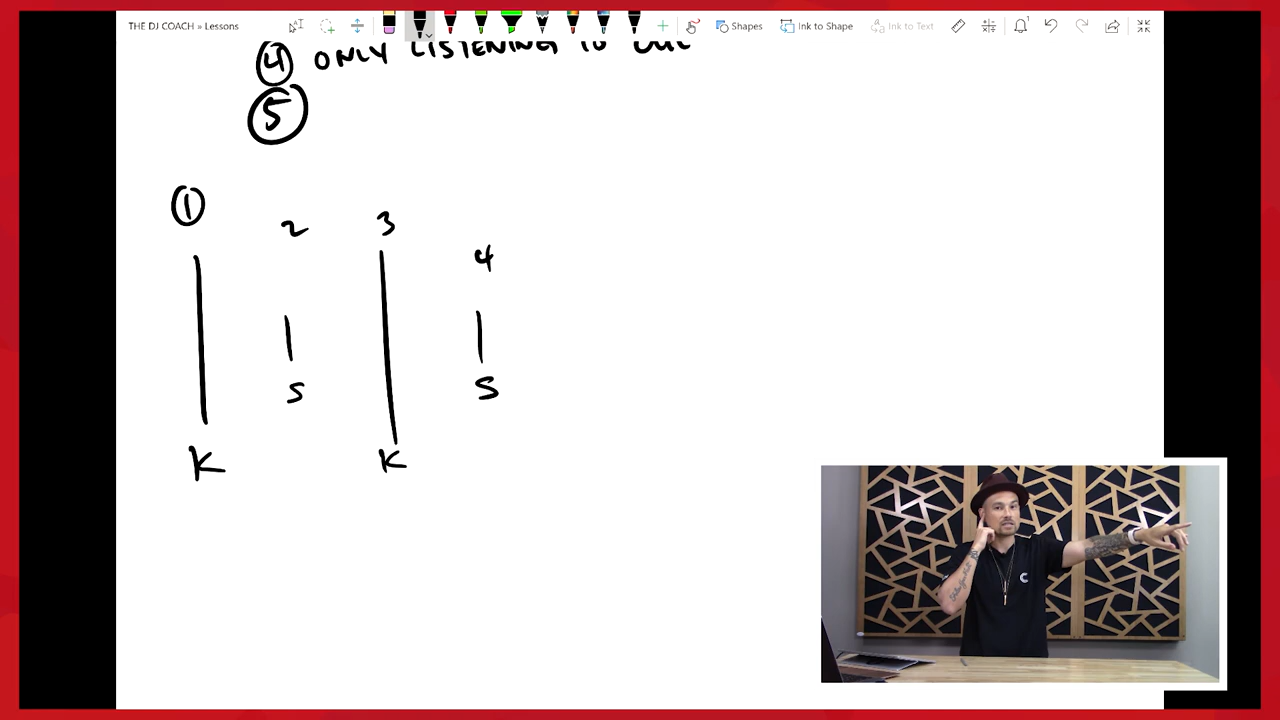 THE DJ COACH » Lessons
Shapes Ink to Shape Ink to Text
4 ONLY LISTENING TO CUE
5
1 2 3 4
S S
K K
C